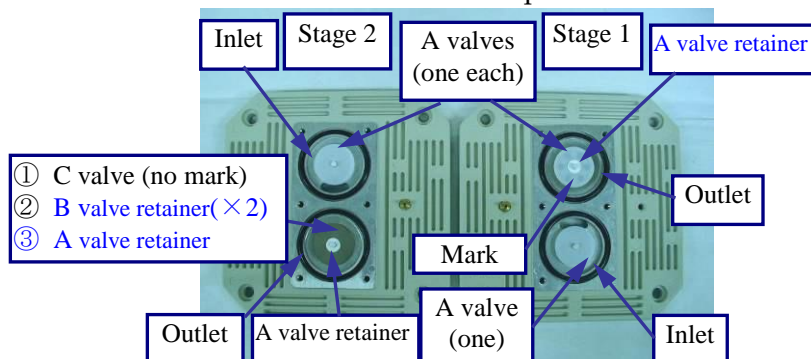 Inlet
Stage 2
A valves
(one each)
Stage 1
A valve retainer
① C valve (no mark)
② B valve retainer(×2)
③ A valve retainer
Outlet
Mark
Outlet
A valve retainer
A valve
(one)
Inlet